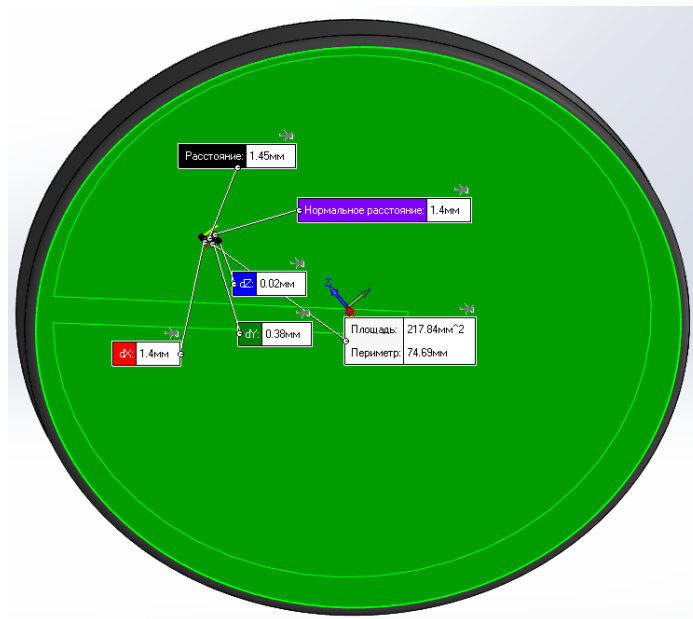 Расстояние: 1.45мм
Нормальное расстояние: 1.4мм
dZ: 0.02мм
Z
dY: 0.38мм
Площадь: 217.84мм^2
Периметр: 74.69мм
dX: 1.4мм